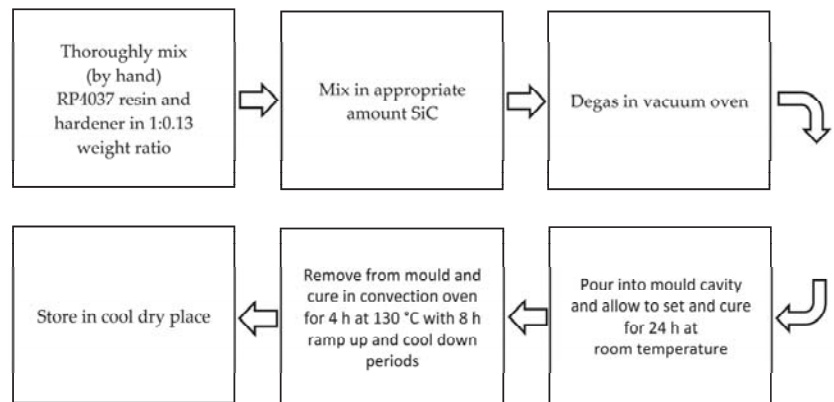 Thoroughly mix
(by hand)
RP4037 resin and
hardener in 1:0.13
weight ratio
Mix in appropriate
amount SiC
Degas in vacuum oven
Pour into mould cavity
and allow to set and cure
for 24 h at
room temperature
Remove from mould and
cure in convection oven
for 4 h at 130 °C with 8 h
ramp up and cool down
periods
Store in cool dry place